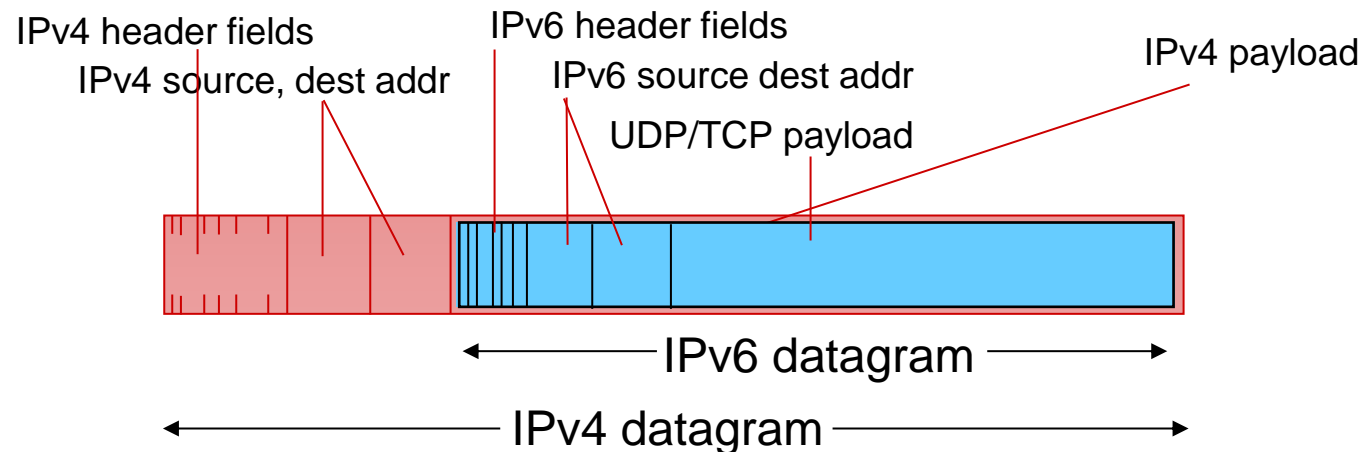 IPv4 header fields
IPv6 header fields
IPv4 payload
IPv4 source, dest addr
IPv6 source dest addr
UDP/TCP payload
IPv6 datagram
IPv4 datagram